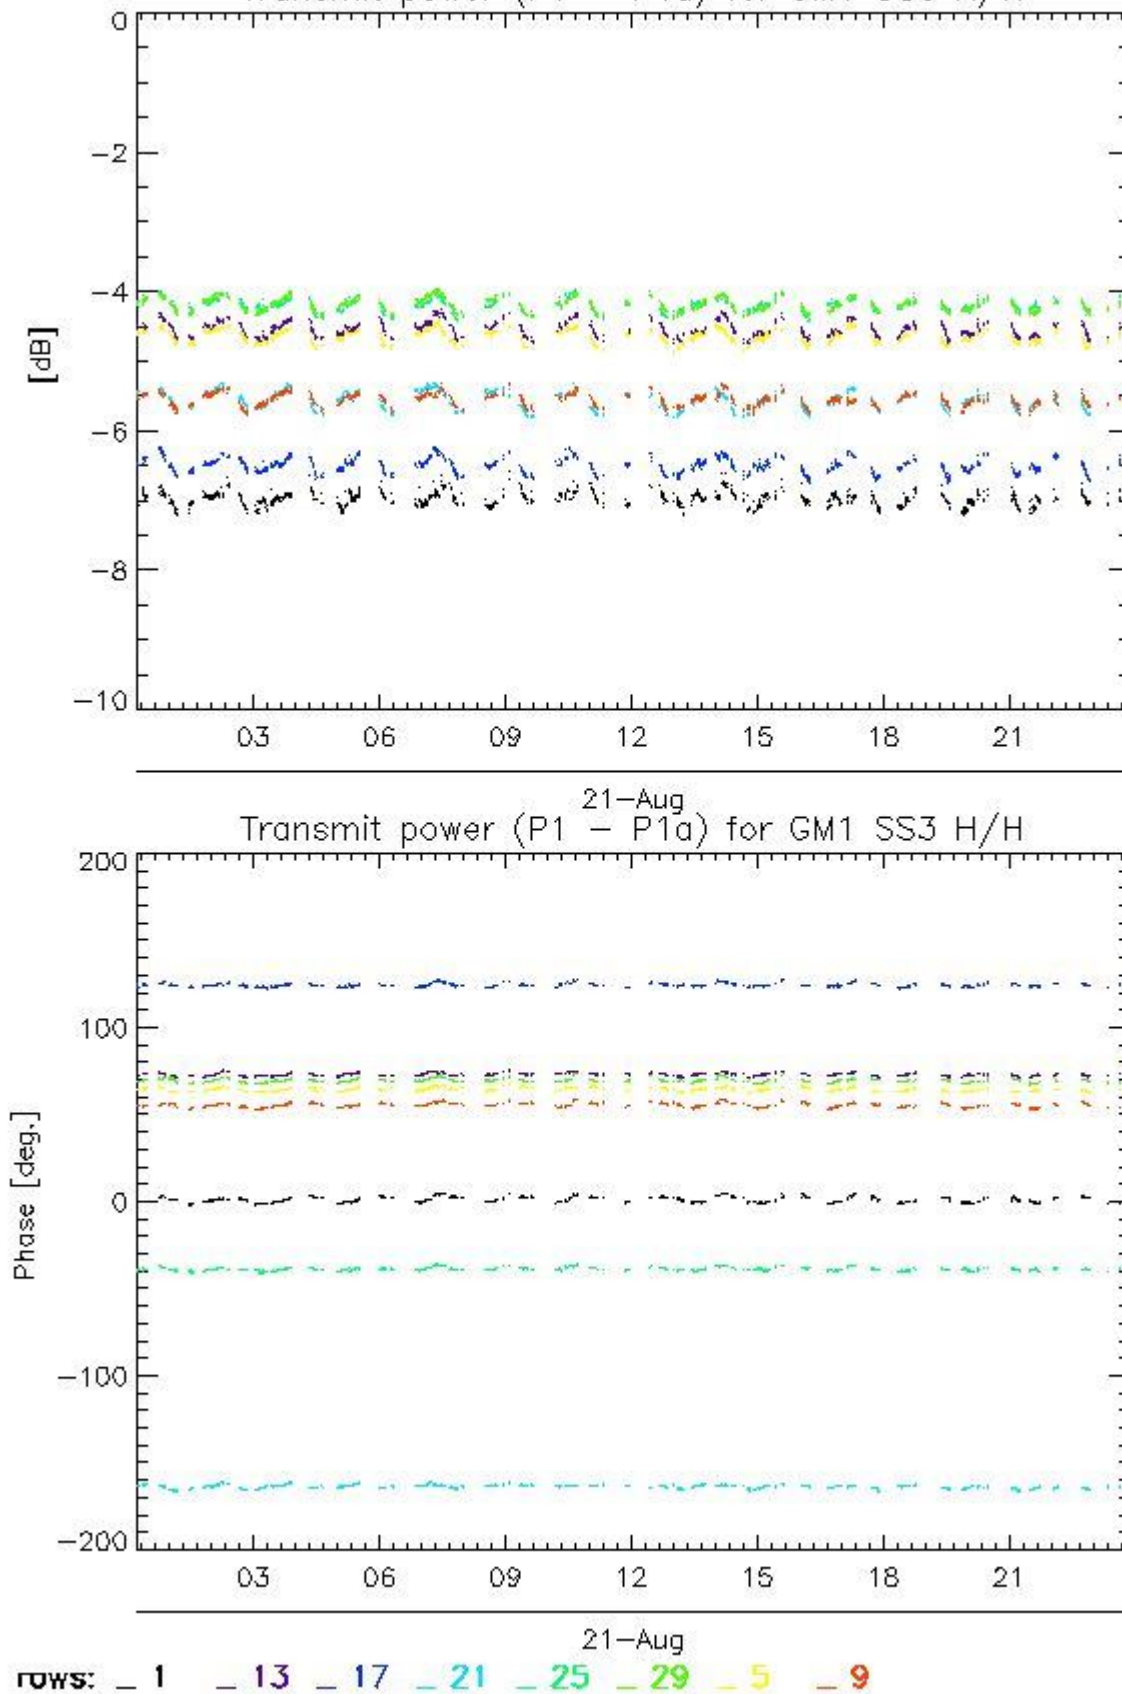 0
-2
-4
[dB]
-6
-8
-10
03 06 09 12 15 18 21
21-Aug
Transmit power (P1 - P1a) for GM1 SS3 H/H
200
100
Phase [deg.]
0
-100
-200
03 06 09 12 15 18 21
21-Aug
rows: _ 1 _ 13 _ 17 _ 21 _ 25 _ 29 _ 5 _ 9